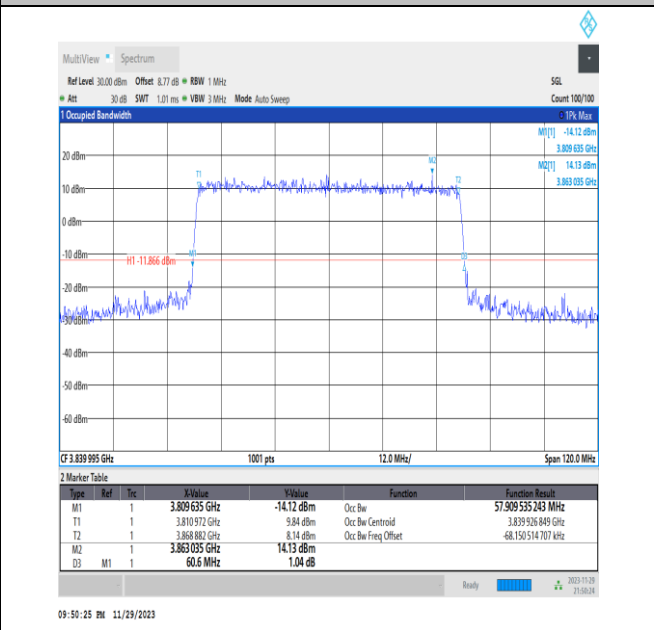 MultiView Spectrum
Ref Level 30.00 dBm Offset 8.77 dB RBW 1 MHz SGL
Att 30 dB SWT 1.01 ms VBW 3 MHz Mode Auto Sweep Count 100/100
1 Occupied Bandwidth 1Pk Max
M1[1] -14.12 dBm
3.809 635 GHz
M2[1] 14.13 dBm
3.863 035 GHz
20 dBm
M2
T1
T2
10 dBm
0 dBm
-10 dBm
M1
D3
H1 -11.866 dBm
-20 dBm
-30 dBm
-40 dBm
-50 dBm
-60 dBm
CF 3.839 995 GHz 1001 pts 12.0 MHz/ Span 120.0 MHz
2 Marker Table
Type Ref Trc X-Value Y-Value Function Function Result
M1 1 3.809 635 GHz -14.12 dBm Occ Bw 57.909 535 243 MHz
T1 1 3.810 972 GHz 9.84 dBm Occ Bw Centroid 3.839 926 849 GHz
T2 1 3.868 882 GHz 8.14 dBm Occ Bw Freq Offset -68.150 514 707 kHz
M2 1 3.863 035 GHz 14.13 dBm
D3 M1 1 60.6 MHz 1.04 dB
Ready 2023-11-29
21:50:24
09:50:25 PM 11/29/2023